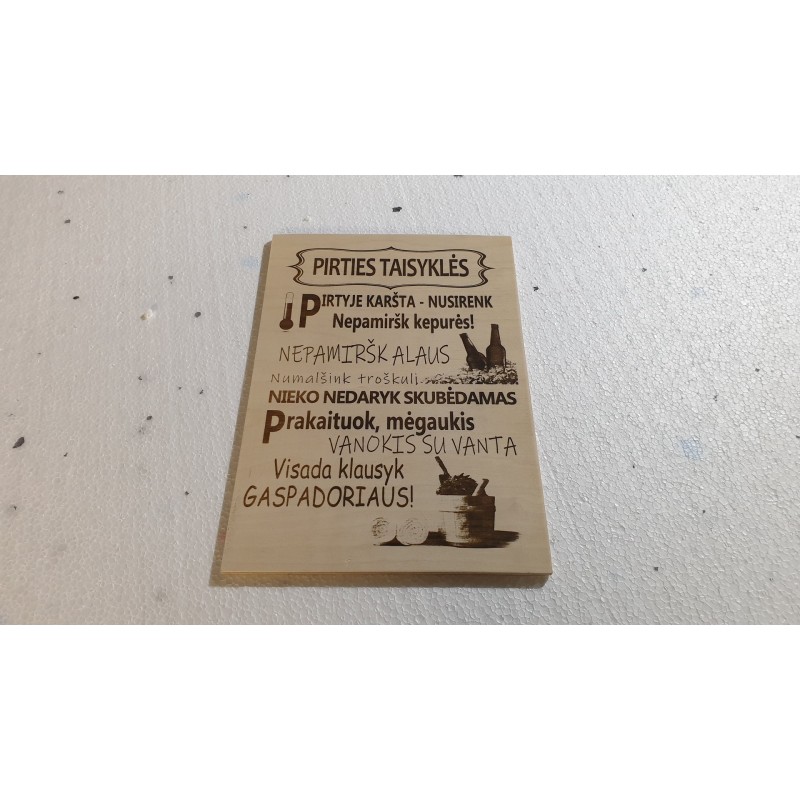 PIRTIES TAISYKLĖS
PIRTYJE KARŠTA - NUSIRENK
Nepamiršk kepurės!
NEPAMIRŠK ALAUS
Numalšink troškulį
NIEKO NEDARYK SKUBĖDAMAS
Prakaituok, mėgaukis
VANOKIS SU VANTA
Visada klausyk
GASPADORIAUS!